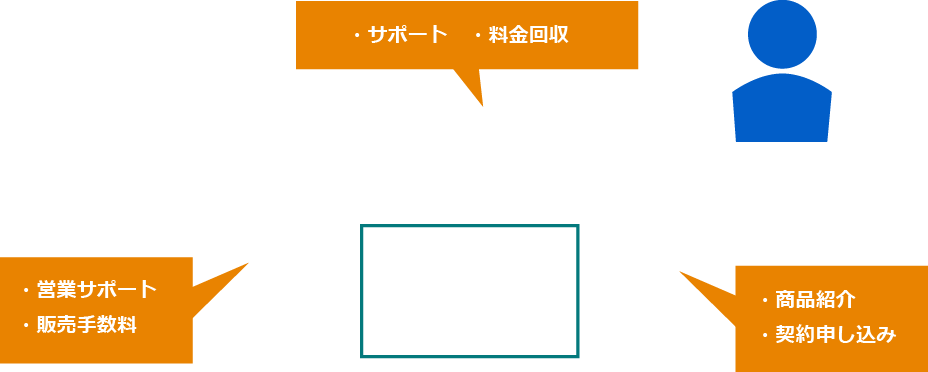 ・サポート　・料金回収
・営業サポート
・販売手数料
・商品紹介
・契約申し込み